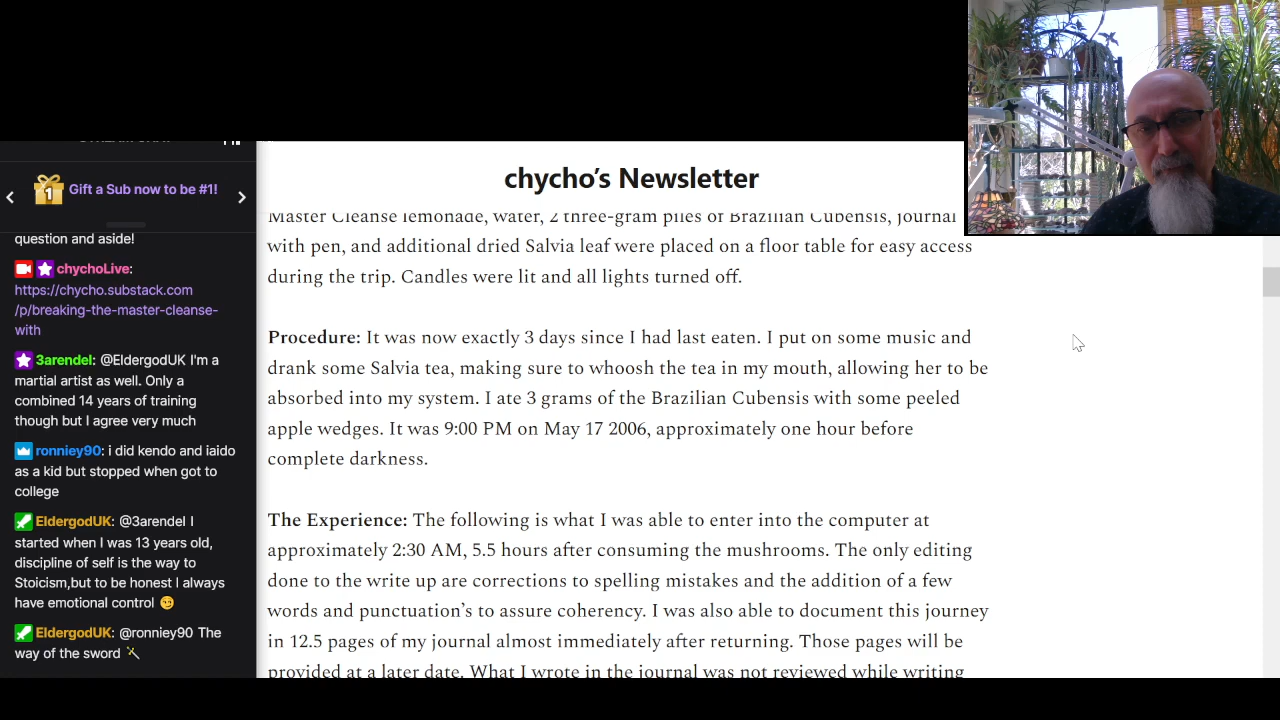 Gift a Sub now to be #1!
1
question and aside!
chychoLive:
https://chycho.substack.com
/p/breaking-the-master-cleanse-
with
3arendel: @EldergodUK I'm a
martial artist as well. Only a
combined 14 years of training
though but I agree very much
ronniey90: i did kendo and iaido
as a kid but stopped when got to
college
EldergodUK: @3arendel I
started when I was 13 years old,
discipline of self is the way to
Stoicism,but to be honest I always
have emotional control 😊
EldergodUK: @ronniey90 The
way of the sword
chycho’s Newsletter
Master Cleanse lemonade, water, 2 three-gram piles of Brazilian Cubensis, journal
with pen, and additional dried Salvia leaf were placed on a floor table for easy access
during the trip. Candles were lit and all lights turned off.
Procedure: It was now exactly 3 days since I had last eaten. I put on some music and
drank some Salvia tea, making sure to whoosh the tea in my mouth, allowing her to be
absorbed into my system. I ate 3 grams of the Brazilian Cubensis with some peeled
apple wedges. It was 9:00 PM on May 17 2006, approximately one hour before
complete darkness.
The Experience: The following is what I was able to enter into the computer at
approximately 2:30 AM, 5.5 hours after consuming the mushrooms. The only editing
done to the write up are corrections to spelling mistakes and the addition of a few
words and punctuation’s to assure coherency. I was also able to document this journey
in 12.5 pages of my journal almost immediately after returning. Those pages will be
provided at a later date. What I wrote in the journal was not reviewed while writing